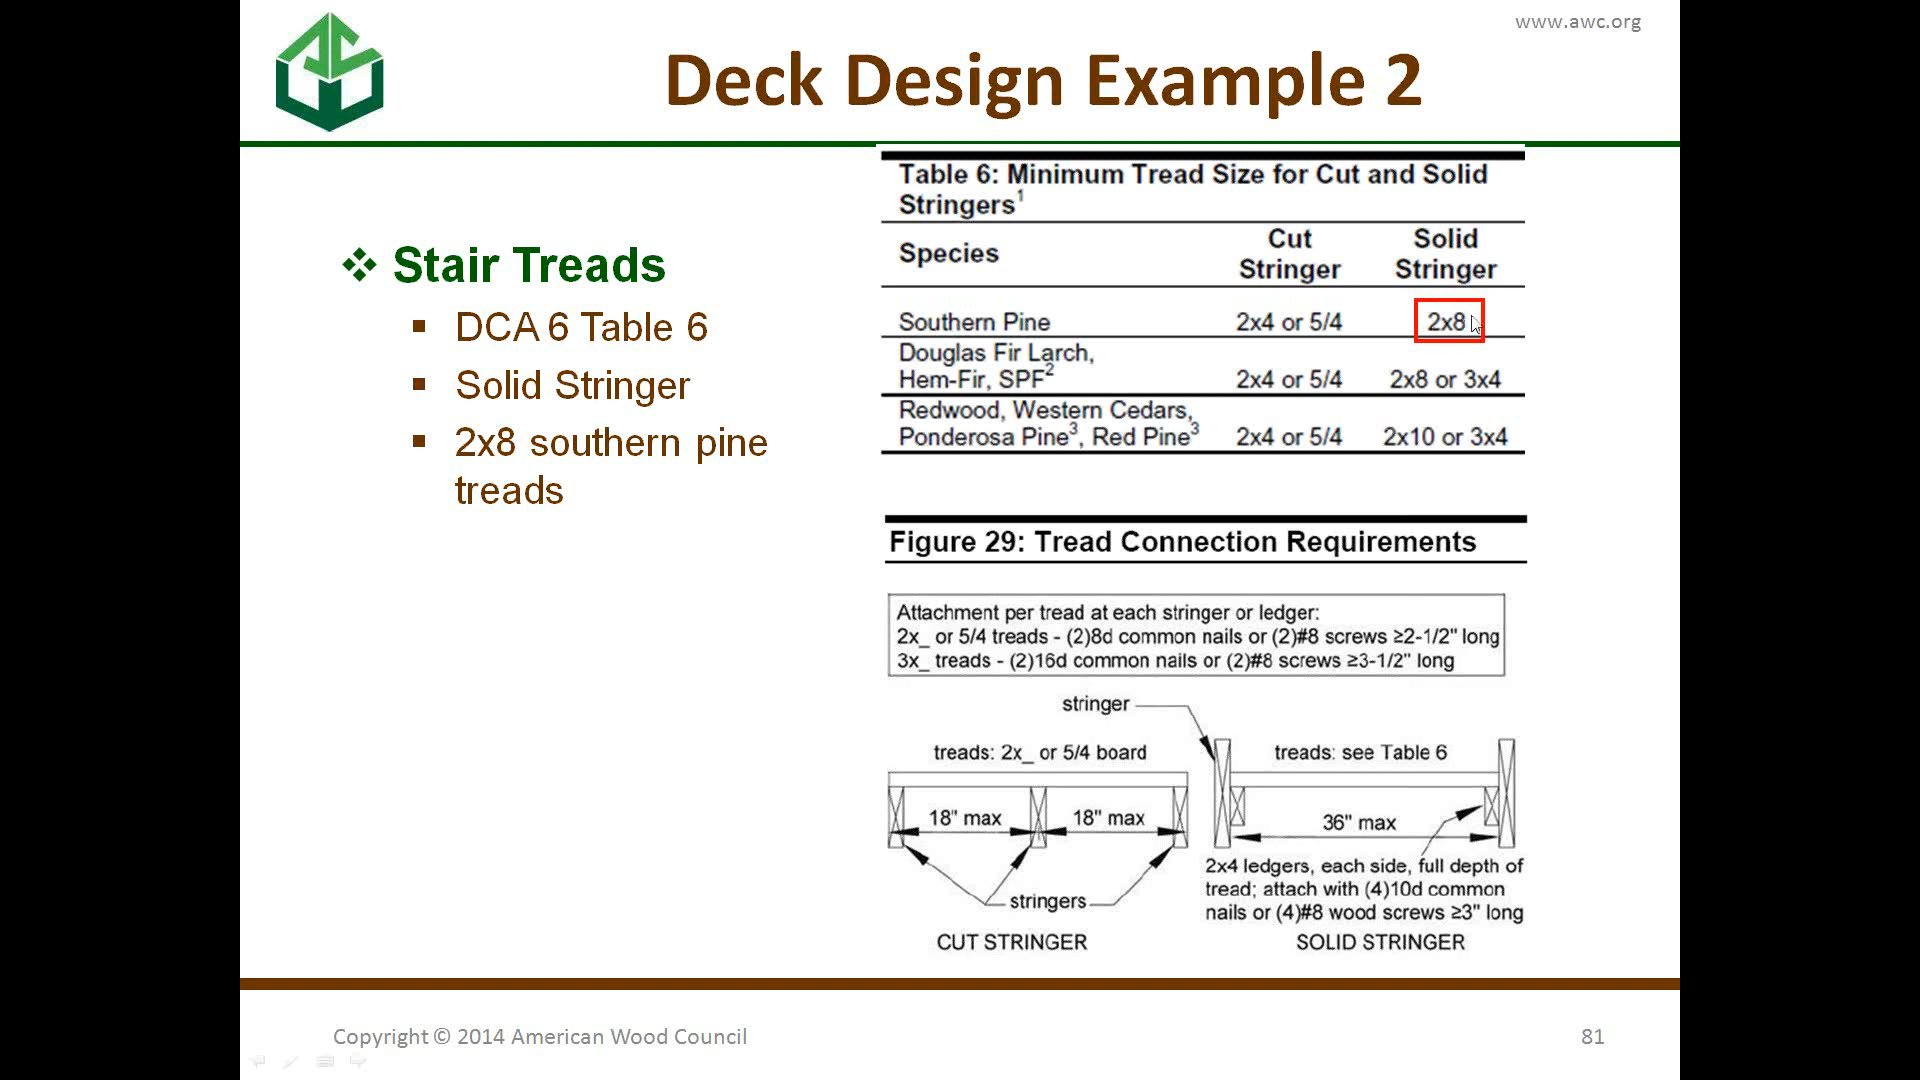 www.awc.org
Deck Design Example 2
Stair Treads
DCA 6 Table 6
Solid Stringer
2x8 southern pine
treads
Table 6: Minimum Tread Size for Cut and Solid
Stringers1
Species Cut Stringer Solid Stringer
Southern Pine 2x4 or 5/4 2x8
Douglas Fir Larch,
Hem-Fir, SPF2 2x4 or 5/4 2x8 or 3x4
Redwood, Western Cedars,
Ponderosa Pine3, Red Pine3 2x4 or 5/4 2x10 or 3x4
Figure 29: Tread Connection Requirements
Attachment per tread at each stringer or ledger:
2x_ or 5/4 treads - (2)8d common nails or (2)#8 screws ≥2-1/2" long
3x_ treads - (2)16d common nails or (2)#8 screws ≥3-1/2" long
stringer
treads: 2x_ or 5/4 board
treads: see Table 6
18" max 18" max
36" max
2x4 ledgers, each side, full depth of
tread; attach with (4)10d common
nails or (4)#8 wood screws ≥3" long
stringers
CUT STRINGER
SOLID STRINGER
Copyright © 2014 American Wood Council
81